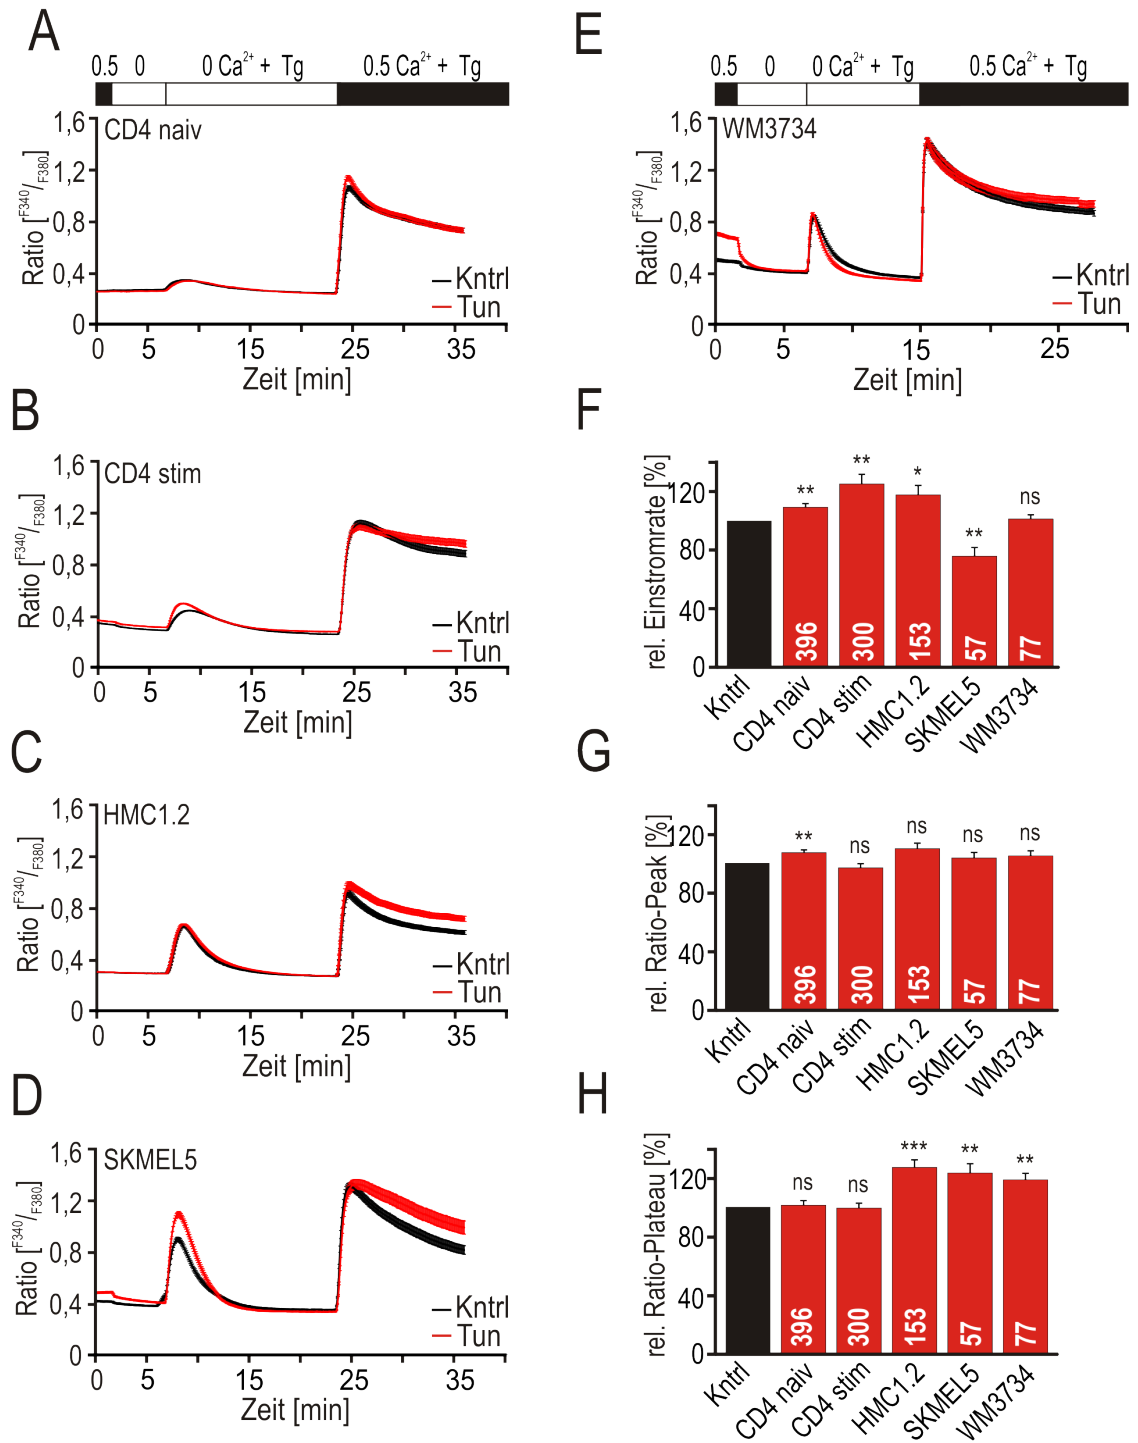 A
0.5 0 0 Ca2+ + Tg 0.5 Ca2+ + Tg
CD4 naiv
Ratio [F340/F380]
1,6
1,2
0,8
0,4
0
Kntrl
Tun
0 5 15 25 35
Zeit [min]
B
CD4 stim
Ratio [F340/F380]
1,6
1,2
0,8
0,4
0
Kntrl
Tun
0 5 15 25 35
Zeit [min]
C
HMC1.2
Ratio [F340/F380]
1,6
1,2
0,8
0,4
0
Kntrl
Tun
0 5 15 25 35
Zeit [min]
D
SKMEL5
Ratio [F340/F380]
1,6
1,2
0,8
0,4
0
Kntrl
Tun
0 5 15 25 35
Zeit [min]
E
0.5 0 0 Ca2+ + Tg 0.5 Ca2+ + Tg
WM3734
Ratio [F340/F380]
1,6
1,2
0,8
0,4
0
Kntrl
Tun
0 5 15 25
Zeit [min]
F
rel. Einstromrate [%]
120
80
40
0
** ** * ** ns
396 300 153 57 77
Kntrl CD4 naiv CD4 stim HMC1.2 SKMEL5 WM3734
G
rel. Ratio-Peak [%]
120
80
40
0
** ns ns ns ns
396 300 153 57 77
Kntrl CD4 naiv CD4 stim HMC1.2 SKMEL5 WM3734
H
rel. Ratio-Plateau [%]
120
80
40
0
ns ns *** ** **
396 300 153 57 77
Kntrl CD4 naiv CD4 stim HMC1.2 SKMEL5 WM3734